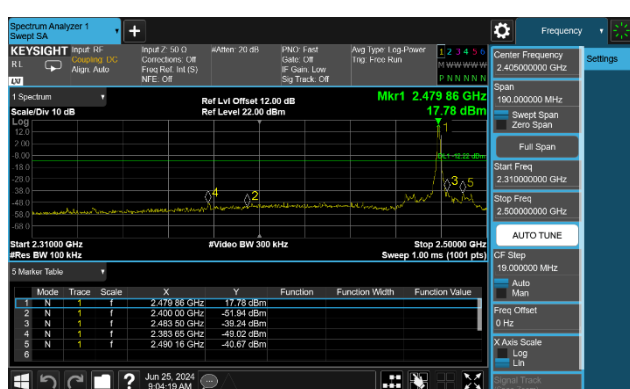 Spectrum Analyzer 1
Swept SA
Frequency
KEYSIGHT
R L
LXI
Input: RF
Coupling: DC
Align: Auto
Input Z: 50 Ω
Corrections: Off
Freq Ref: Int (S)
NFE: Off
#Atten: 20 dB
PNO: Fast
Gate: Off
IF Gain: Low
Sig Track: Off
Avg Type: Log-Power
Trig: Free Run
1 2 3 4 5 6
M W W W W W
P N N N N N
Center Frequency
2.405000000 GHz
Settings
Span
190.000000 MHz
Swept Span
Zero Span
Full Span
Start Freq
2.310000000 GHz
Stop Freq
2.500000000 GHz
AUTO TUNE
CF Step
19.000000 MHz
Auto
Man
Freq Offset
0 Hz
X Axis Scale
Log
Lin
Signal Track
1 Spectrum
Scale/Div 10 dB
Log
Ref Lvl Offset 12.00 dB
Ref Level 22.00 dBm
Mkr1 2.479 86 GHz
17.78 dBm
12.0
2.00
-8.00
-18.0
-28.0
-38.0
-48.0
-58.0
-68.0
DL1 -12.22 dBm
1
2
3
4
5
Start 2.31000 GHz
#Res BW 100 kHz
#Video BW 300 kHz
Stop 2.50000 GHz
Sweep 1.00 ms (1001 pts)
5 Marker Table
Mode Trace Scale X Y Function Function Width Function Value
1 N 1 f 2.479 86 GHz 17.78 dBm
2 N 1 f 2.400 00 GHz -51.94 dBm
3 N 1 f 2.483 50 GHz -39.24 dBm
4 N 1 f 2.383 65 GHz -49.02 dBm
5 N 1 f 2.490 16 GHz -40.67 dBm
6
?
Jun 25, 2024
9:04:19 AM